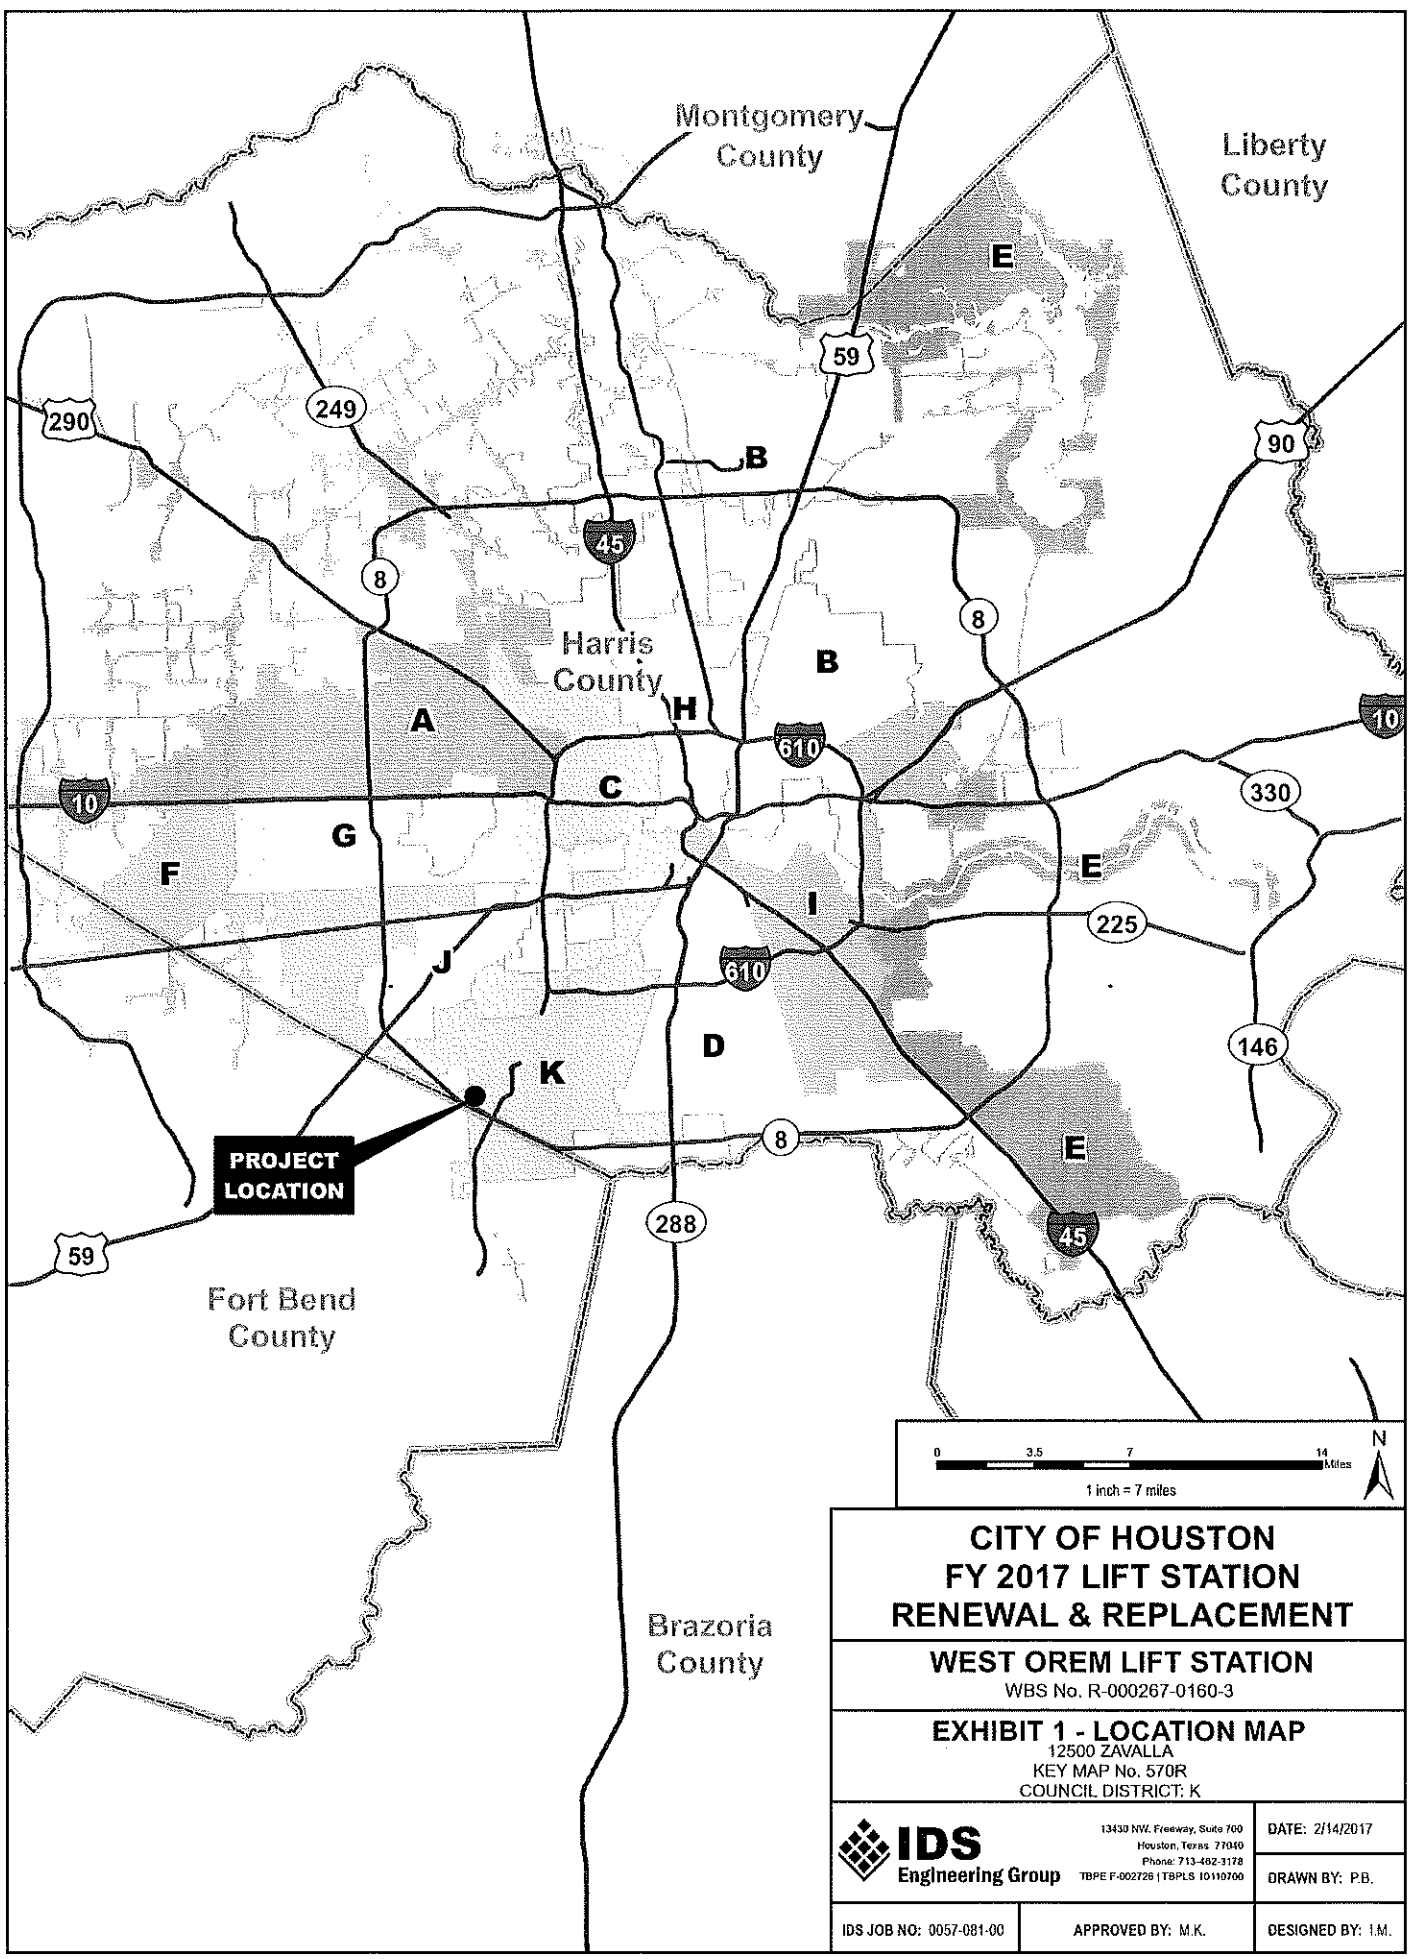 Montgomery
County
Liberty
County
E
59
249
290
90
B
45
8
8
Harris
County
B
H
A
10
610
C
10
330
G
F
E
I
225
J
610
D
146
K
8
E
PROJECT
LOCATION
288
45
59
Fort Bend
County
0 3.5 7 14
Miles
N
1 inch = 7 miles
CITY OF HOUSTON
FY 2017 LIFT STATION
RENEWAL & REPLACEMENT
Brazoria
County
WEST OREM LIFT STATION
WBS No. R-000267-0160-3
EXHIBIT 1 - LOCATION MAP
12500 ZAVALLA
KEY MAP No. 570R
COUNCIL DISTRICT: K
IDS
Engineering Group
13430 NW. Freeway, Suite 700
Houston, Texas 77040
Phone: 713-462-3178
TBPE F-002726 | TBPLS 10110700
DATE: 2/14/2017
DRAWN BY: P.B.
IDS JOB NO: 0057-081-00
APPROVED BY: M.K.
DESIGNED BY: I.M.